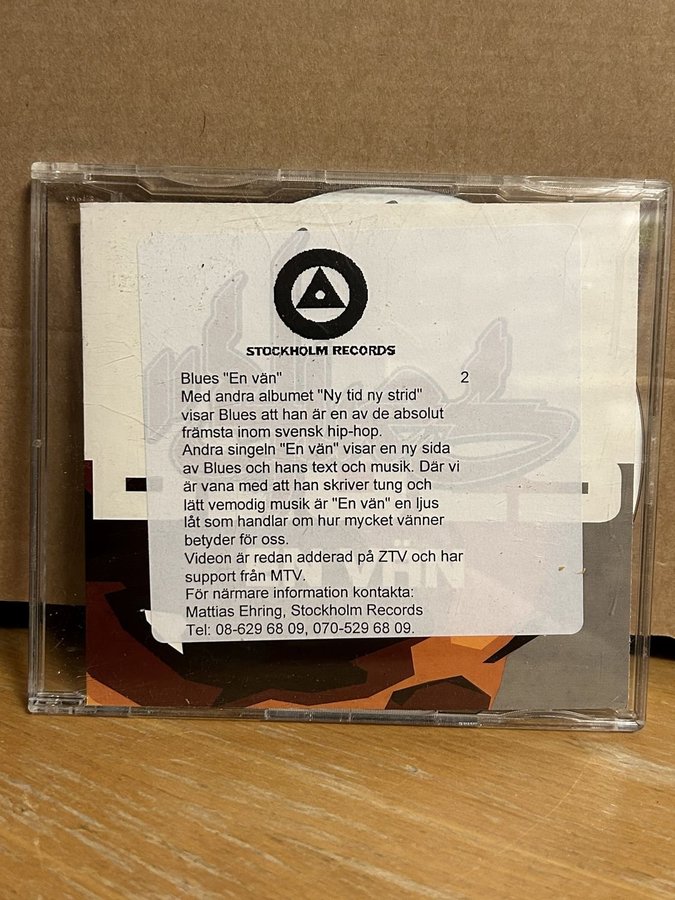 STOCKHOLM RECORDS
Blues "En vän" 2
Med andra albumet "Ny tid ny strid"
visar Blues att han är en av de absolut
främsta inom svensk hip-hop.
Andra singeln "En vän" visar en ny sida
av Blues och hans text och musik. Där vi
är vana med att han skriver tung och
lätt vemodig musik är "En vän" en ljus
låt som handlar om hur mycket vänner
betyder för oss.
Videon är redan adderad på ZTV och har
support från MTV.
För närmare information kontakta:
Mattias Ehring, Stockholm Records
Tel: 08-629 68 09, 070-529 68 09.
EN VÄN